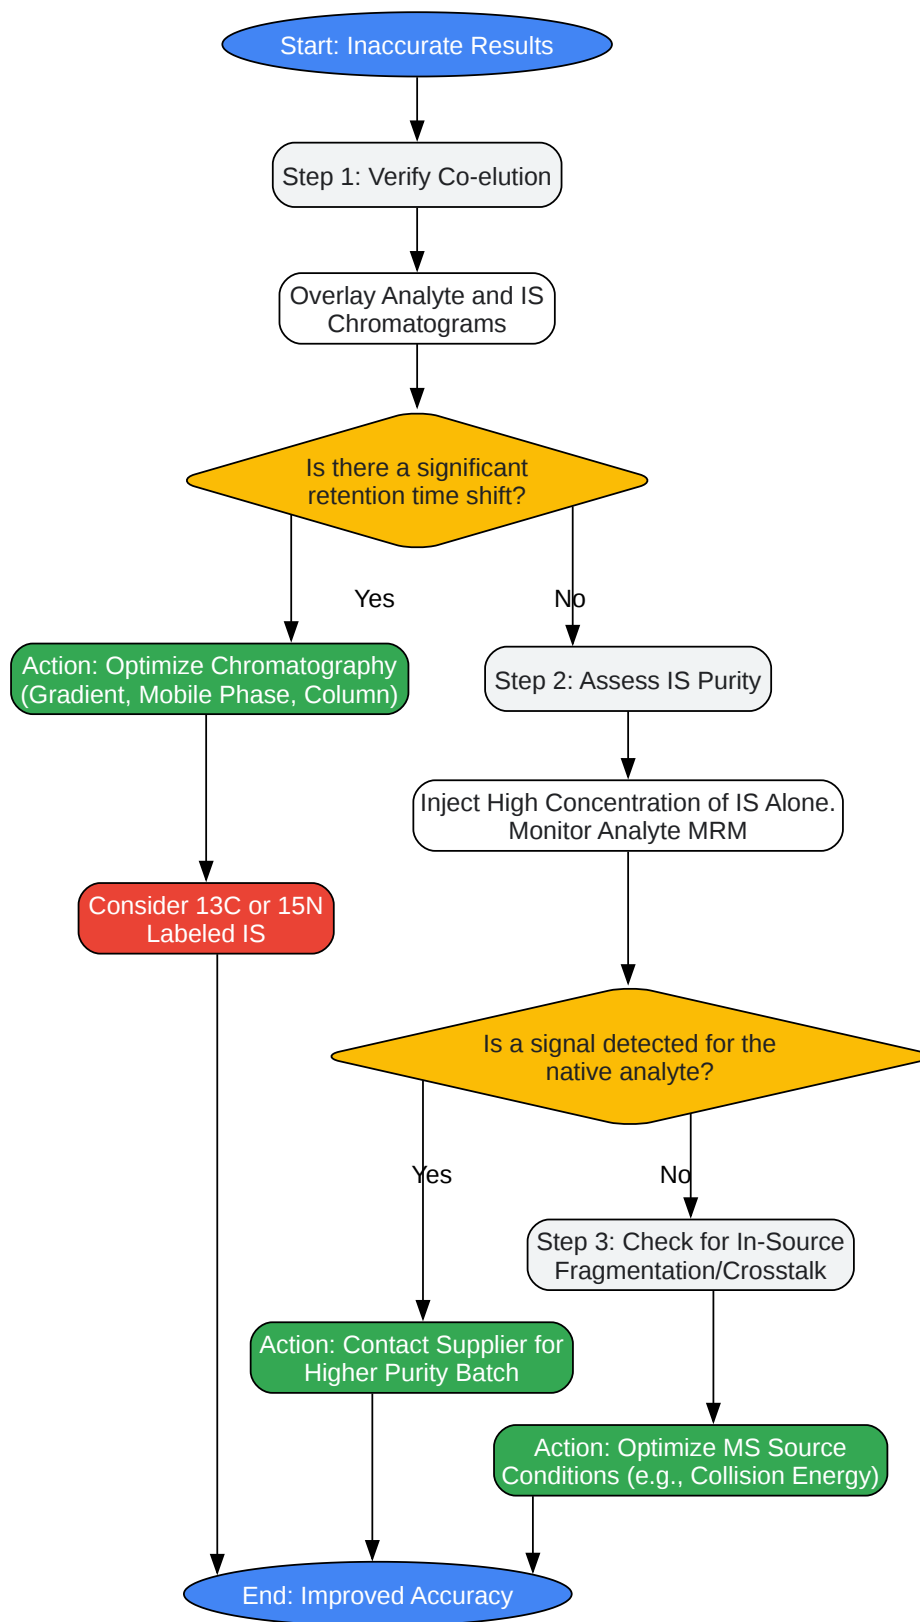 Start: Inaccurate Results
Step 1: Verify Co-elution
Overlay Analyte and IS
Chromatograms
Is there a significant
retention time shift?
Yes
No
Action: Optimize Chromatography
(Gradient, Mobile Phase, Column)
Step 2: Assess IS Purity
Inject High Concentration of IS Alone.
Monitor Analyte MRM
Consider 13C or 15N
Labeled IS
Is a signal detected for the
native analyte?
Yes
No
Step 3: Check for In-Source
Fragmentation/Crosstalk
Action: Contact Supplier for
Higher Purity Batch
Action: Optimize MS Source
Conditions (e.g., Collision Energy)
End: Improved Accuracy